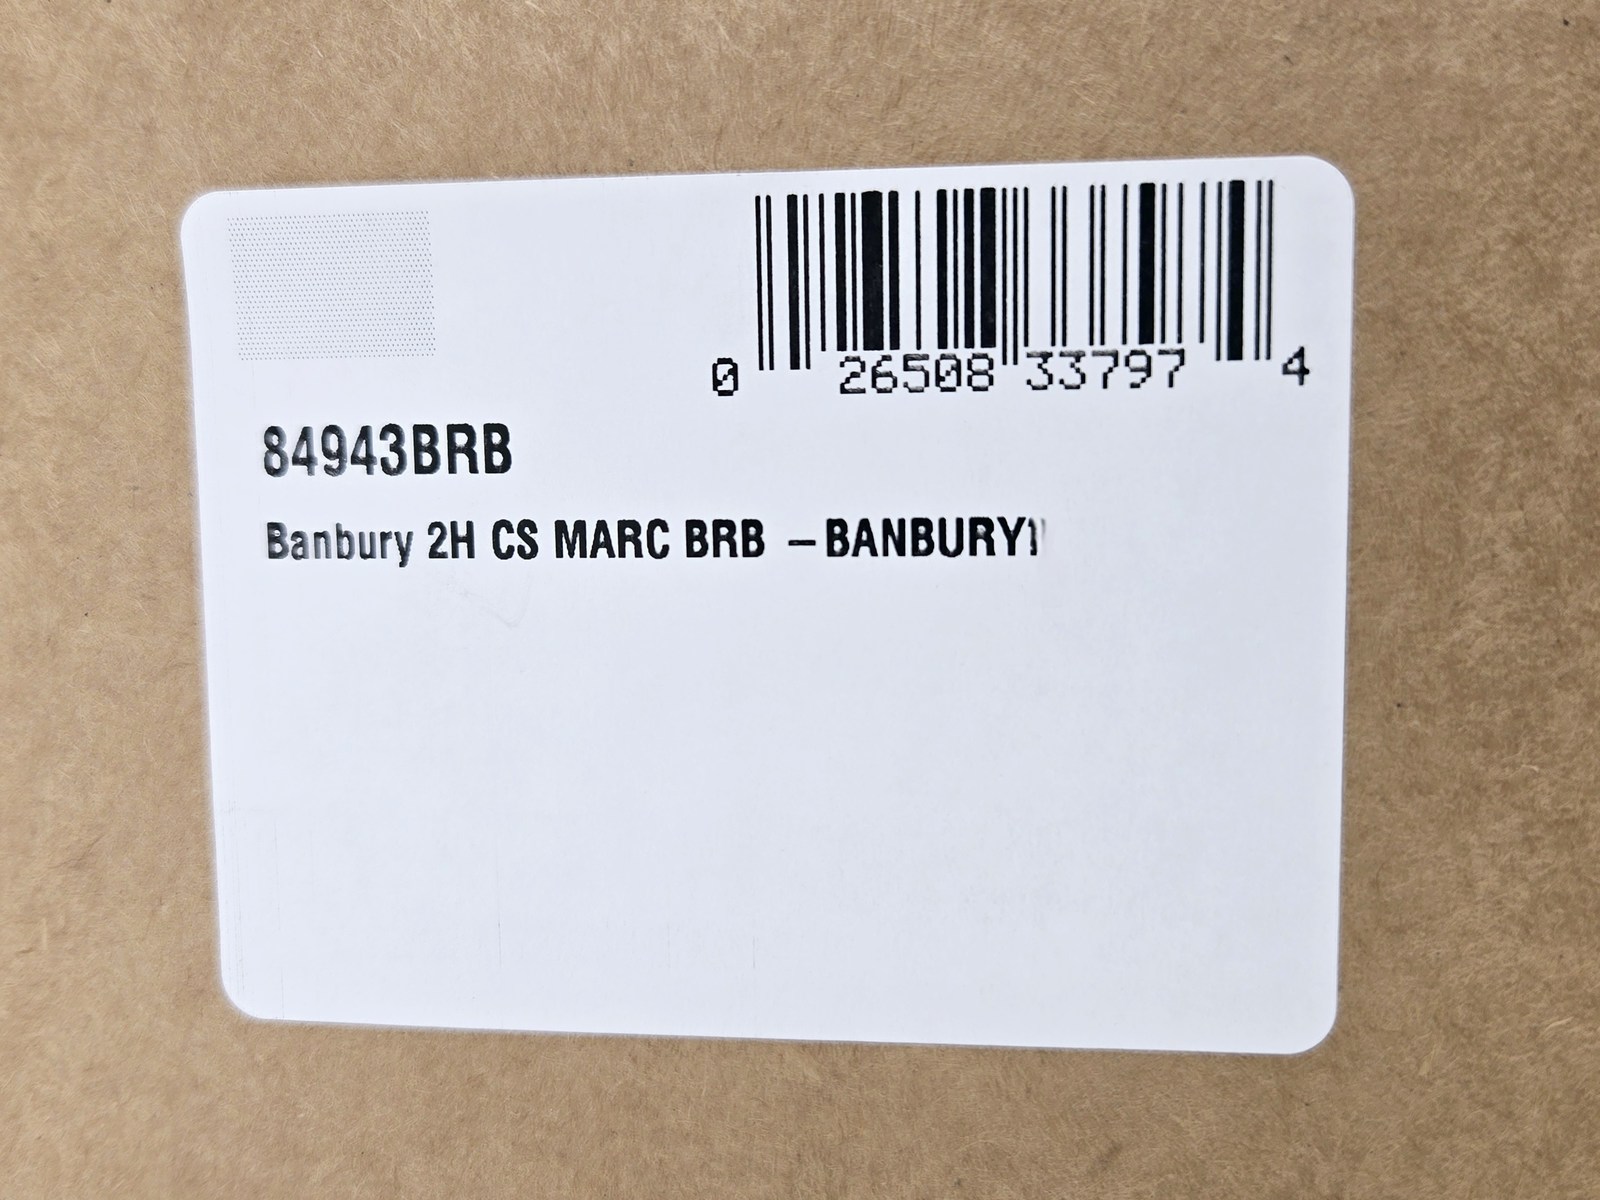 0 26508 33797 4
84943BRB
Banbury 2H CS MARC BRB – BANBURY